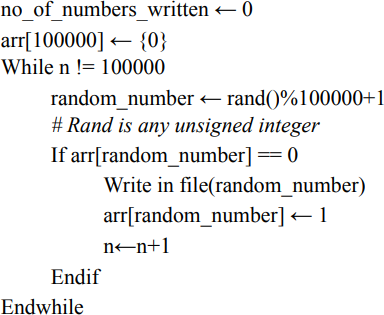 no_of_numbers_written ← 0
arr[100000] ← {0}
While n != 100000
random_number ← rand()%100000+1
# Rand is any unsigned integer
If arr[random_number] == 0
Write in file(random_number)
arr[random_number] ← 1
n←n+1
Endif
Endwhile